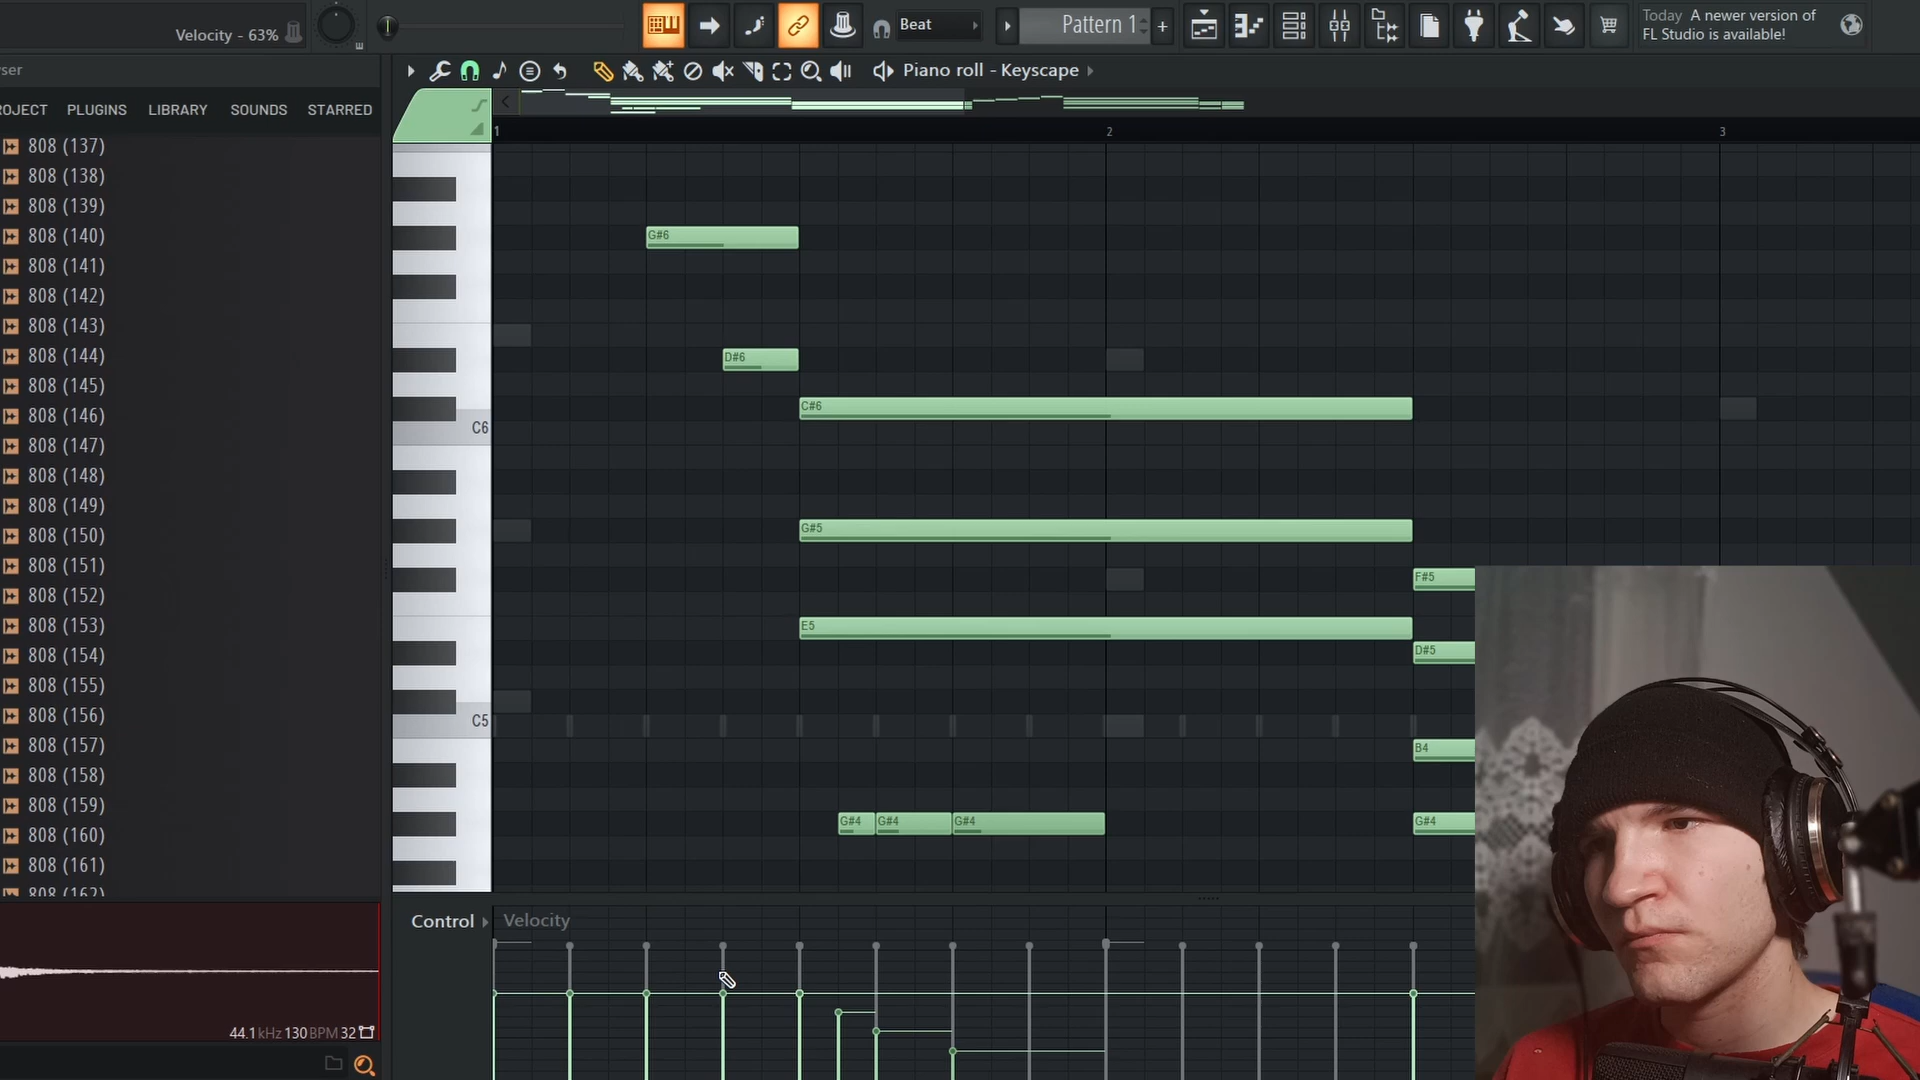 Velocity - 63%
Beat
Pattern 1
+
Today A newer version of
FL Studio is available!
Piano roll - Keyscape
PLUGINS
LIBRARY
SOUNDS
STARRED
1
2
3
808 (137)
808 (138)
808 (139)
808 (140)
808 (141)
808 (142)
808 (143)
808 (144)
808 (145)
808 (146)
808 (147)
808 (148)
808 (149)
808 (150)
808 (151)
808 (152)
808 (153)
808 (154)
808 (155)
808 (156)
808 (157)
808 (158)
808 (159)
808 (160)
808 (161)
808 (162)
G#6
D#6
C#6
C6
G#5
F#5
E5
D#5
C5
B4
G#4
G#4
G#4
G#4
Control
Velocity
44.1kHz 130 BPM 32